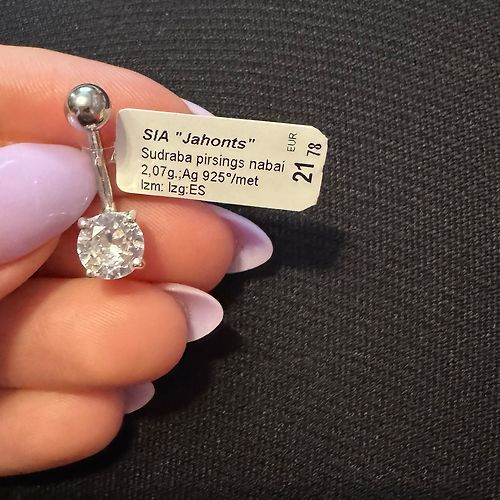 SIA "Jahonts"
Sudraba pirsings nabai
2,07g.;Ag 925°/met
Izm: Izg:ES
EUR
21 78